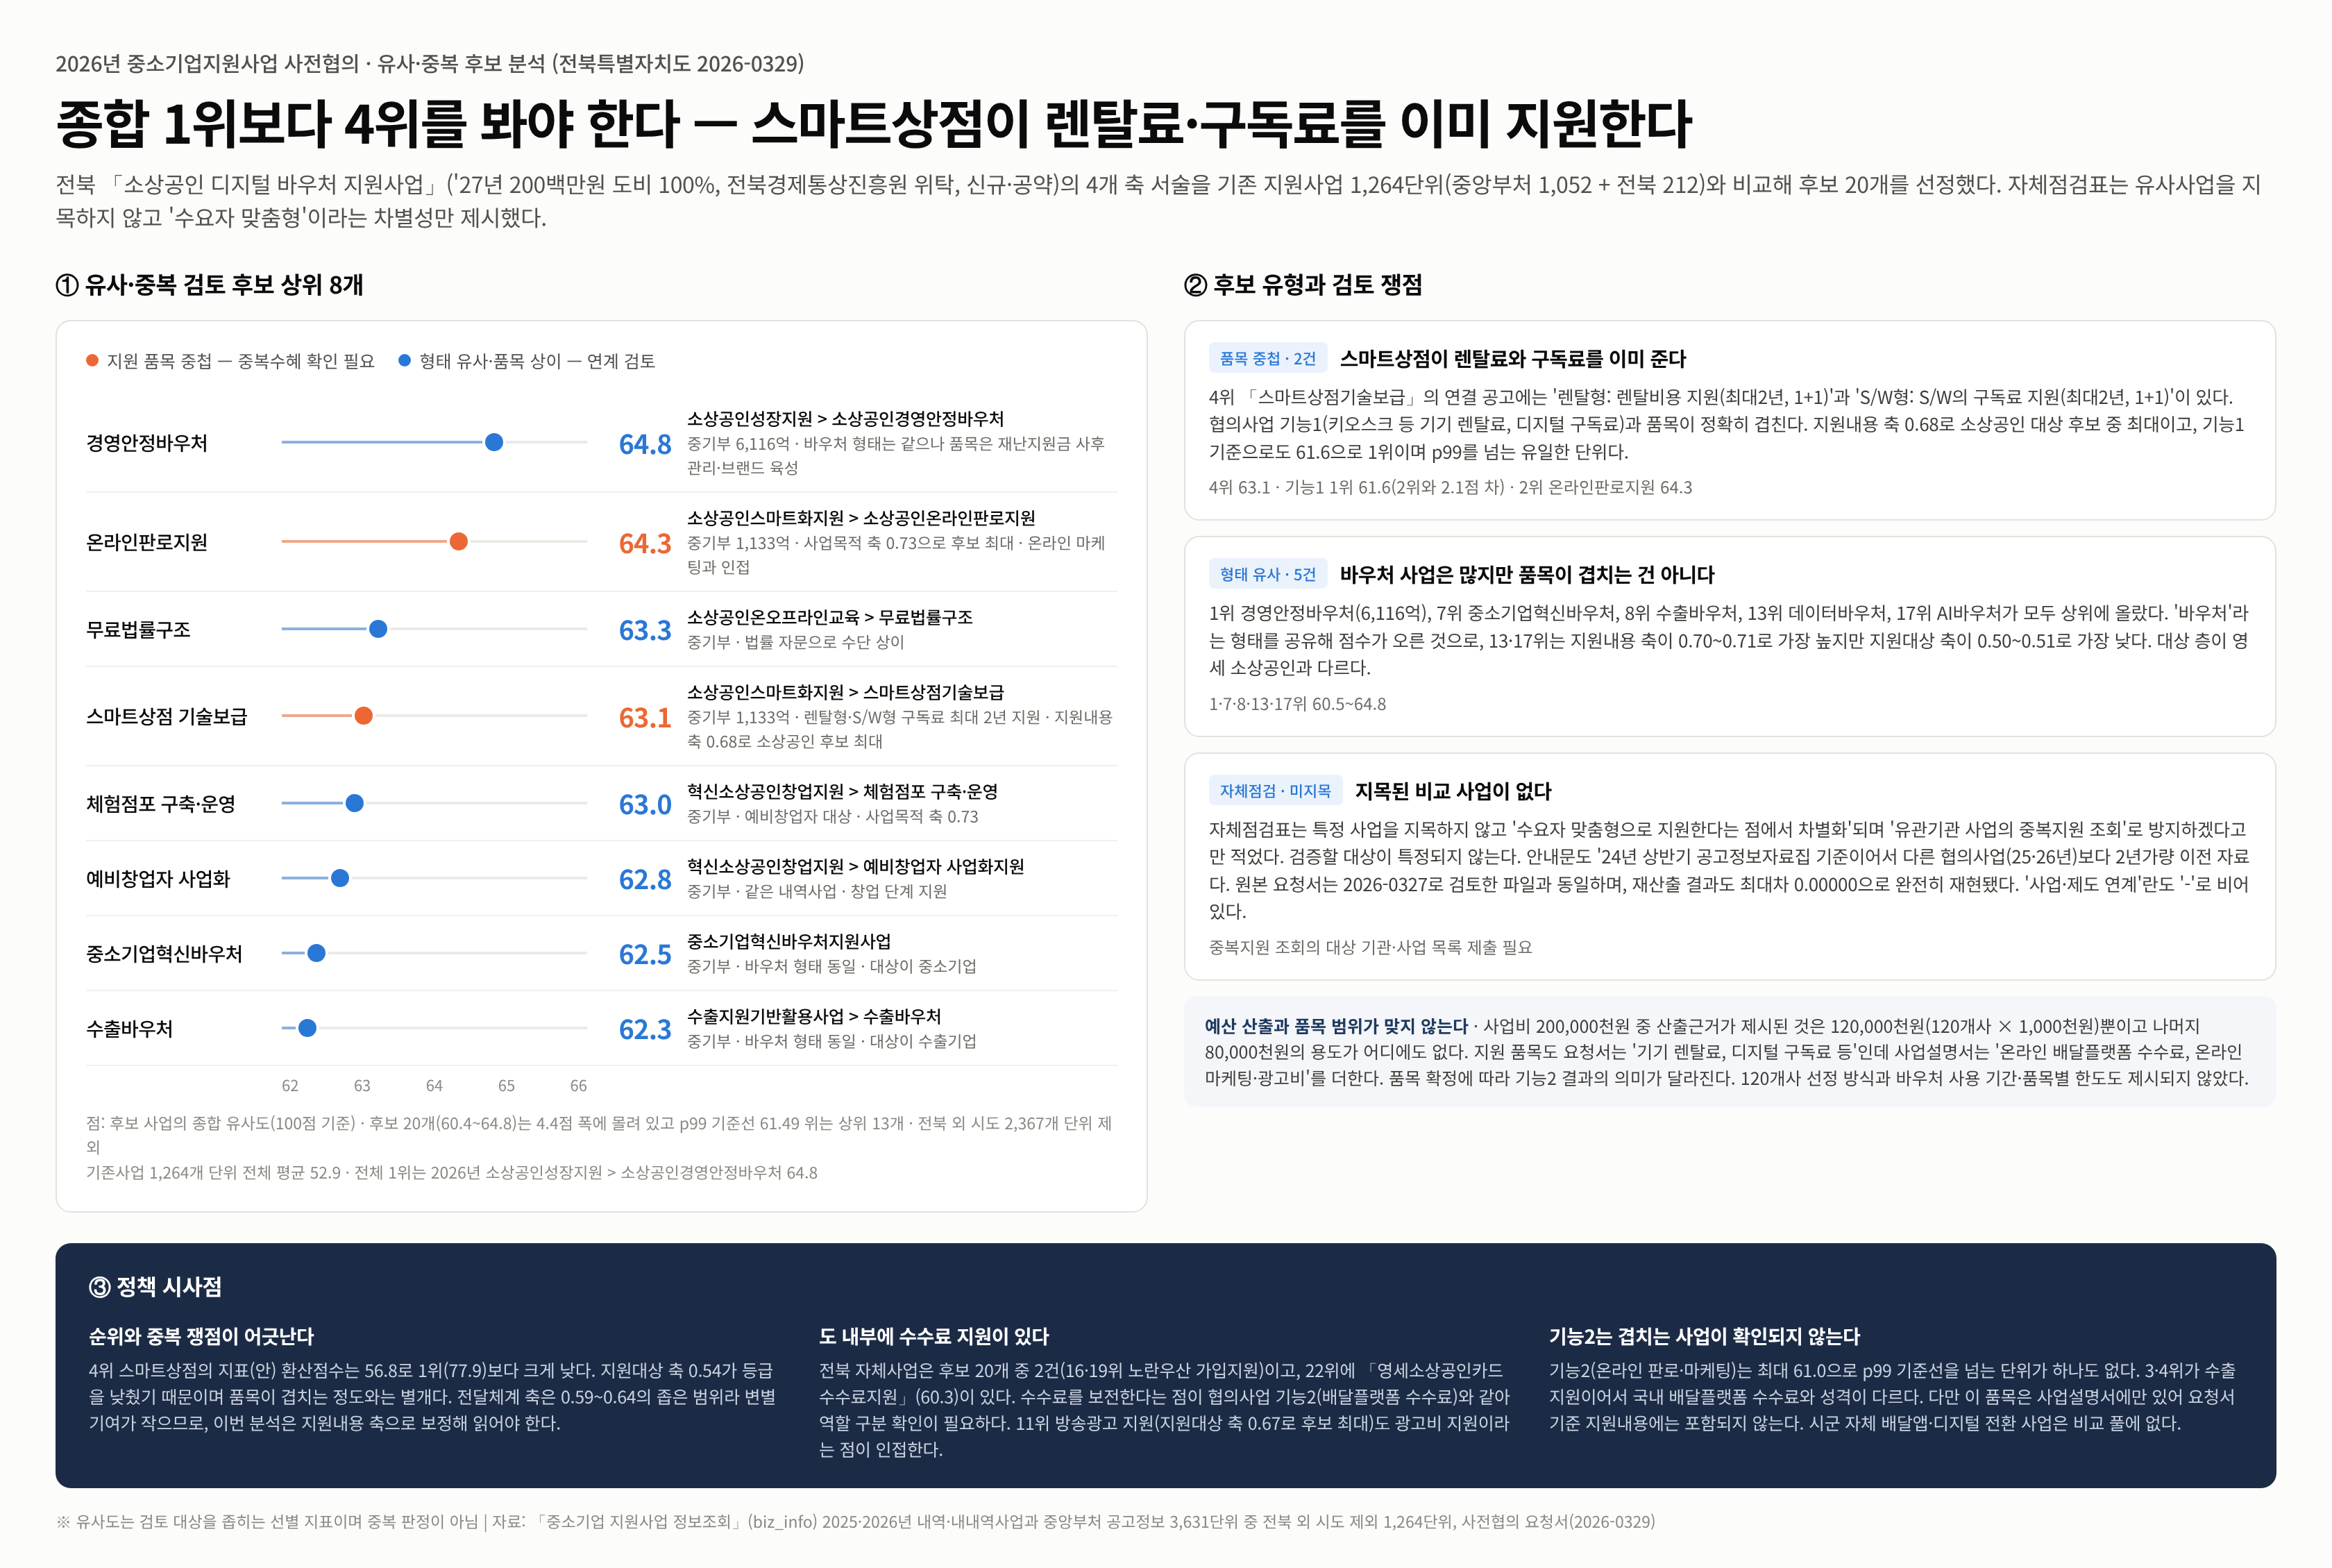 2026년 중소기업지원사업 사전협의 · 유사·중복 후보 분석 (전북특별자치도 2026-0329)
종합 1위보다 4위를 봐야 한다 — 스마트상점이 렌탈료·구독료를 이미 지원한다
전북 「소상공인 디지털 바우처 지원사업」('27년 200백만원 도비 100%, 전북경제통상진흥원 위탁, 신규·공약)의 4개 축 서술을 기존 지원사업 1,264단위(중앙부처 1,052 + 전북 212)와 비교해 후보 20개를 선정했다. 자체점검표는 유사사업을 지
목하지 않고 '수요자 맞춤형'이라는 차별성만 제시했다.
① 유사·중복 검토 후보 상위 8개
지원 품목 중첩 — 중복수혜 확인 필요
형태 유사·품목 상이 — 연계 검토
경영안정바우처
64.8
소상공인성장지원 > 소상공인경영안정바우처
중기부 6,116억 · 바우처 형태는 같으나 품목은 재난지원금 사후
관리·브랜드 육성
온라인판로지원
64.3
소상공인스마트화지원 > 소상공인온라인판로지원
중기부 1,133억 · 사업목적 축 0.73으로 후보 최대 · 온라인 마케
팅과 인접
무료법률구조
63.3
소상공인온오프라인교육 > 무료법률구조
중기부 · 법률 자문으로 수단 상이
스마트상점 기술보급
63.1
소상공인스마트화지원 > 스마트상점기술보급
중기부 1,133억 · 렌탈형·S/W형 구독료 최대 2년 지원 · 지원내용
축 0.68로 소상공인 후보 최대
체험점포 구축·운영
63.0
혁신소상공인창업지원 > 체험점포 구축·운영
중기부 · 예비창업자 대상 · 사업목적 축 0.73
예비창업자 사업화
62.8
혁신소상공인창업지원 > 예비창업자 사업화지원
중기부 · 같은 내역사업 · 창업 단계 지원
중소기업혁신바우처
62.5
중소기업혁신바우처지원사업
중기부 · 바우처 형태 동일 · 대상이 중소기업
수출바우처
62.3
수출지원기반활용사업 > 수출바우처
중기부 · 바우처 형태 동일 · 대상이 수출기업
62 63 64 65 66
점: 후보 사업의 종합 유사도(100점 기준) · 후보 20개(60.4~64.8)는 4.4점 폭에 몰려 있고 p99 기준선 61.49 위는 상위 13개 · 전북 외 시도 2,367개 단위 제
외
기존사업 1,264개 단위 전체 평균 52.9 · 전체 1위는 2026년 소상공인성장지원 > 소상공인경영안정바우처 64.8
② 후보 유형과 검토 쟁점
품목 중첩 · 2건
스마트상점이 렌탈료와 구독료를 이미 준다
4위 「스마트상점기술보급」의 연결 공고에는 '렌탈형: 렌탈비용 지원(최대2년, 1+1)'과 'S/W형: S/W의 구독료 지원(최대2년, 1+1)'이 있다.
협의사업 기능1(키오스크 등 기기 렌탈료, 디지털 구독료)과 품목이 정확히 겹친다. 지원내용 축 0.68로 소상공인 대상 후보 중 최대이고, 기능1
기준으로도 61.6으로 1위이며 p99를 넘는 유일한 단위다.
4위 63.1 · 기능1 1위 61.6(2위와 2.1점 차) · 2위 온라인판로지원 64.3
형태 유사 · 5건
바우처 사업은 많지만 품목이 겹치는 건 아니다
1위 경영안정바우처(6,116억), 7위 중소기업혁신바우처, 8위 수출바우처, 13위 데이터바우처, 17위 AI바우처가 모두 상위에 올랐다. '바우처'라
는 형태를 공유해 점수가 오른 것으로, 13·17위는 지원내용 축이 0.70~0.71로 가장 높지만 지원대상 축이 0.50~0.51로 가장 낮다. 대상 층이 영
세 소상공인과 다르다.
1·7·8·13·17위 60.5~64.8
자체점검 · 미지목
지목된 비교 사업이 없다
자체점검표는 특정 사업을 지목하지 않고 '수요자 맞춤형으로 지원한다는 점에서 차별화'되며 '유관기관 사업의 중복지원 조회'로 방지하겠다고
만 적었다. 검증할 대상이 특정되지 않는다. 안내문도 '24년 상반기 공고정보자료집 기준이어서 다른 협의사업(25·26년)보다 2년가량 이전 자료
다. 원본 요청서는 2026-0327로 검토한 파일과 동일하며, 재산출 결과도 최대차 0.00000으로 완전히 재현됐다. '사업·제도 연계'란도 '-'로 비어
있다.
중복지원 조회의 대상 기관·사업 목록 제출 필요
예산 산출과 품목 범위가 맞지 않는다 · 사업비 200,000천원 중 산출근거가 제시된 것은 120,000천원(120개사 × 1,000천원)뿐이고 나머지
80,000천원의 용도가 어디에도 없다. 지원 품목도 요청서는 '기기 렌탈료, 디지털 구독료 등'인데 사업설명서는 '온라인 배달플랫폼 수수료, 온라인
마케팅·광고비'를 더한다. 품목 확정에 따라 기능2 결과의 의미가 달라진다. 120개사 선정 방식과 바우처 사용 기간·품목별 한도도 제시되지 않았다.
③ 정책 시사점
순위와 중복 쟁점이 어긋난다
4위 스마트상점의 지표(안) 환산점수는 56.8로 1위(77.9)보다 크게 낮다. 지원대상 축 0.54가 등급
을 낮췄기 때문이며 품목이 겹치는 정도와는 별개다. 전달체계 축은 0.59~0.64의 좁은 범위라 변별
기여가 작으므로, 이번 분석은 지원내용 축으로 보정해 읽어야 한다.
도 내부에 수수료 지원이 있다
전북 자체사업은 후보 20개 중 2건(16·19위 노란우산 가입지원)이고, 22위에 「영세소상공인카드
수수료지원」(60.3)이 있다. 수수료를 보전한다는 점이 협의사업 기능2(배달플랫폼 수수료)와 같아
역할 구분 확인이 필요하다. 11위 방송광고 지원(지원대상 축 0.67로 후보 최대)도 광고비 지원이라
는 점이 인접한다.
기능2는 겹치는 사업이 확인되지 않는다
기능2(온라인 판로·마케팅)는 최대 61.0으로 p99 기준선을 넘는 단위가 하나도 없다. 3·4위가 수출
지원이어서 국내 배달플랫폼 수수료와 성격이 다르다. 다만 이 품목은 사업설명서에만 있어 요청서
기준 지원내용에는 포함되지 않는다. 시군 자체 배달앱·디지털 전환 사업은 비교 풀에 없다.
※ 유사도는 검토 대상을 좁히는 선별 지표이며 중복 판정이 아님 | 자료: 「중소기업 지원사업 정보조회」(biz_info) 2025·2026년 내역·내내역사업과 중앙부처 공고정보 3,631단위 중 전북 외 시도 제외 1,264단위, 사전협의 요청서(2026-0329)